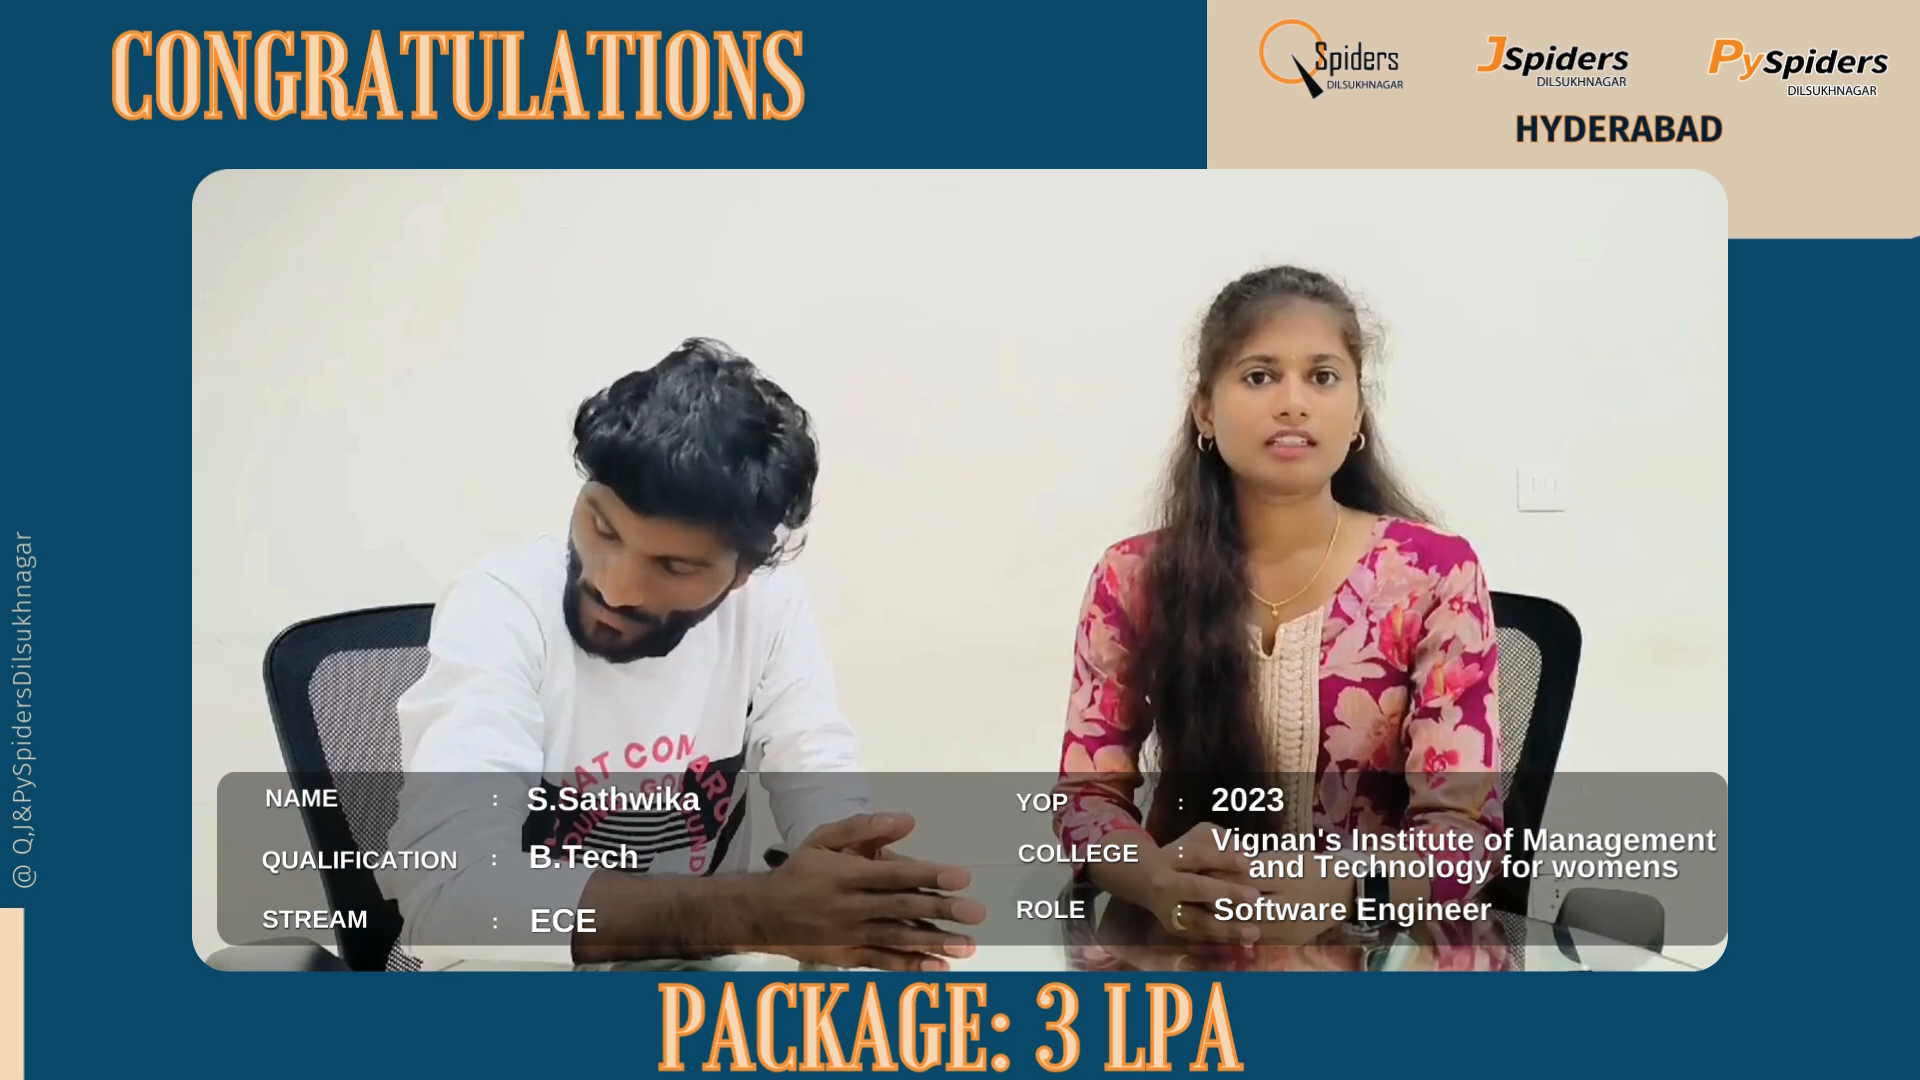 CONGRATULATIONS
QSpiders
DILSUKHNAGAR
JSpiders
DILSUKHNAGAR
PySpiders
DILSUKHNAGAR
HYDERABAD
@ Q,J&PySpidersDilsukhnagar
NAME : S.Sathwika
QUALIFICATION : B.Tech
STREAM : ECE
YOP : 2023
COLLEGE : Vignan's Institute of Management
and Technology for womens
ROLE : Software Engineer
PACKAGE: 3 LPA